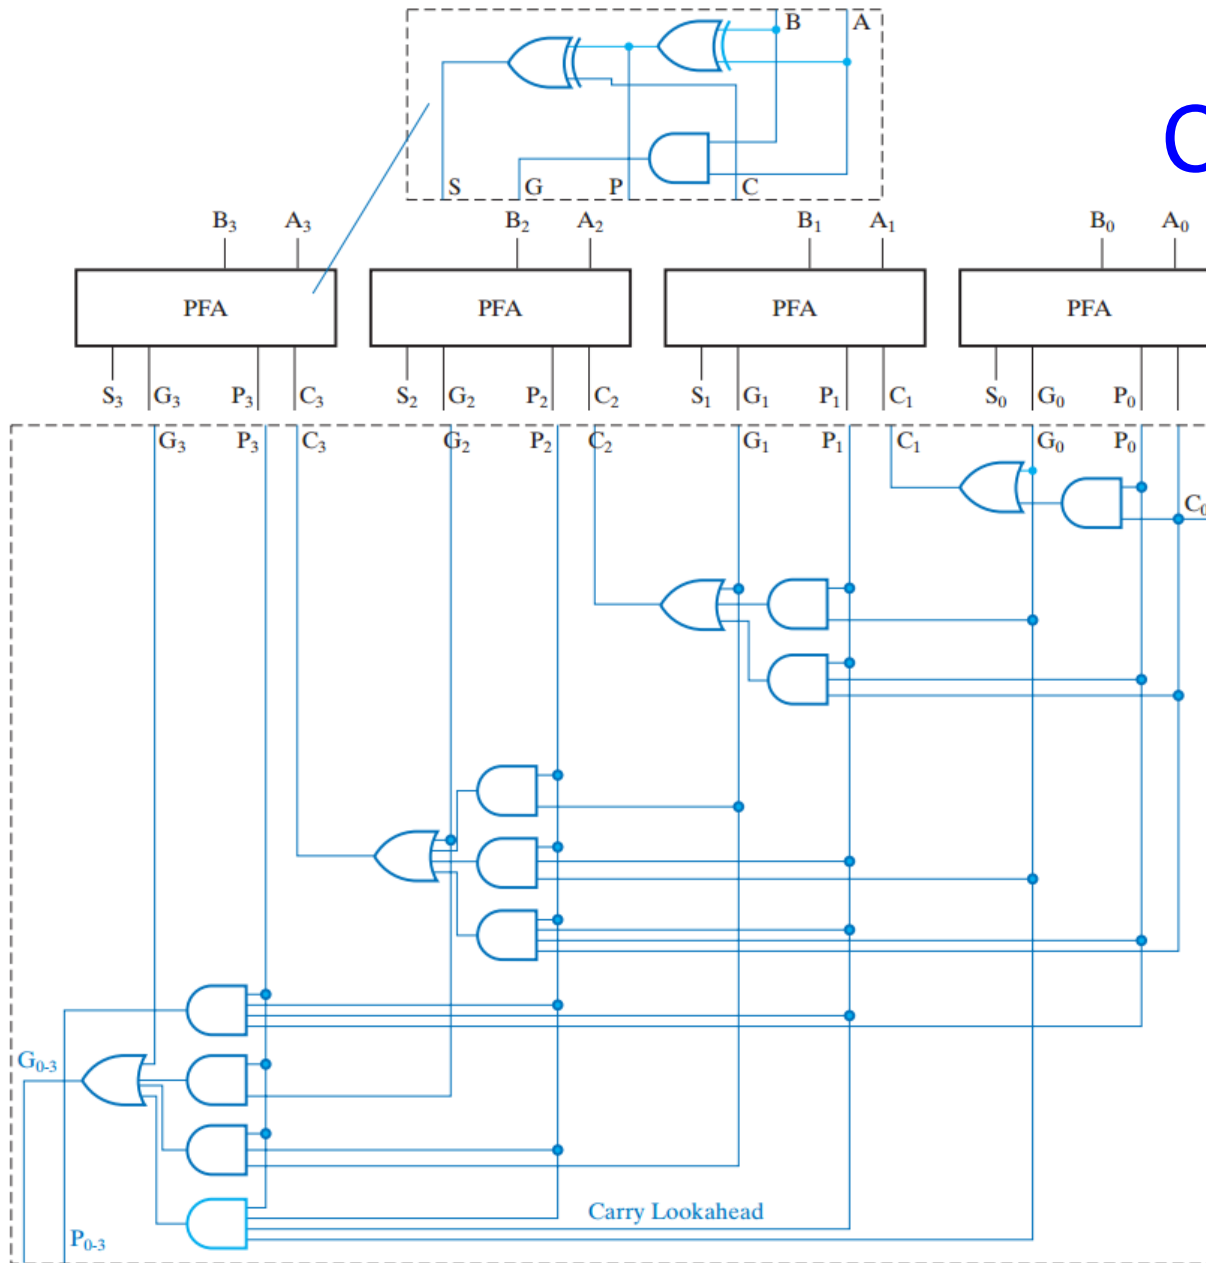 B A
C
S G P C
B₃ A₃ B₂ A₂ B₁ A₁ B₀ A₀
PFA PFA PFA PFA
S₃ G₃ P₃ C₃ S₂ G₂ P₂ C₂ S₁ G₁ P₁ C₁ S₀ G₀ P₀
G₃ P₃ C₃ G₂ P₂ C₂ G₁ P₁ C₁ G₀ P₀
C₀
G₀₋₃
Carry Lookahead
P₀₋₃